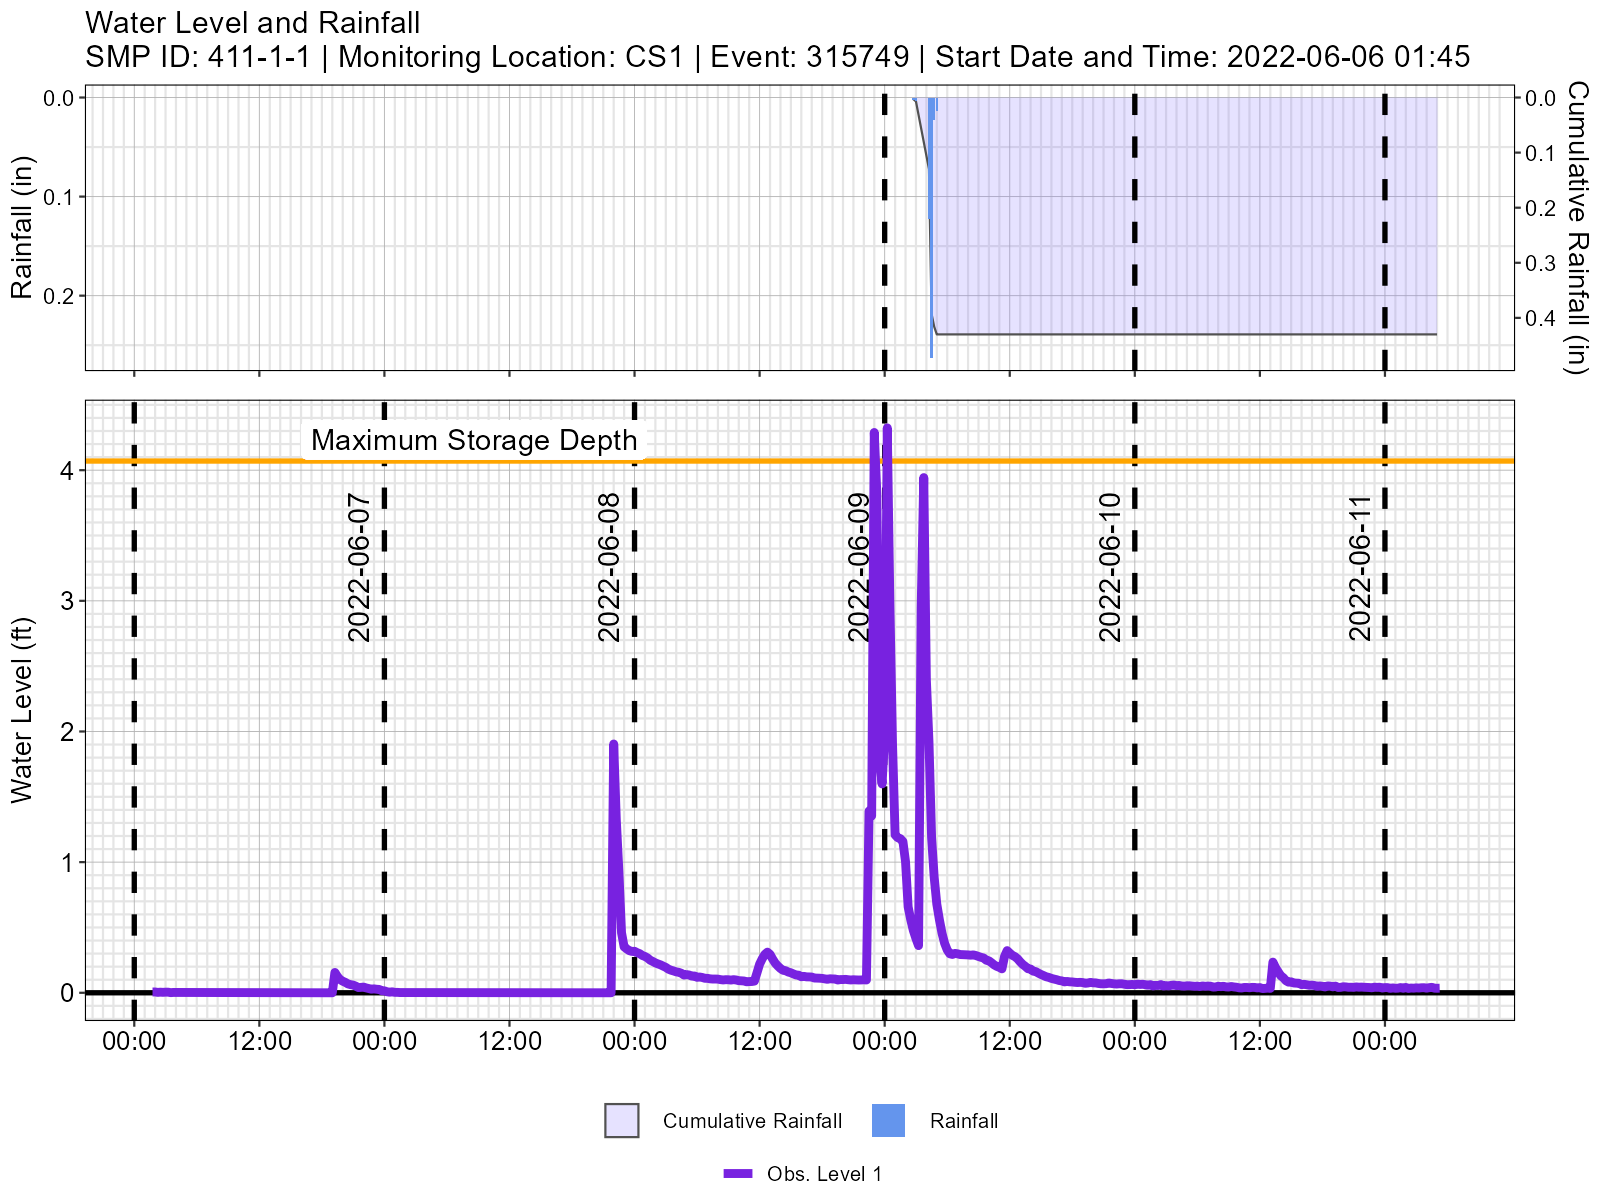 Water Level and Rainfall
SMP ID: 411-1-1 | Monitoring Location: CS1 | Event: 315749 | Start Date and Time: 2022-06-06 01:45
Rainfall (in)
0.0
0.1
0.2
0.0
0.1
0.2
0.3
0.4
Cumulative Rainfall (in)
Water Level (ft)
4
3
2
1
0
Maximum Storage Depth
2022-06-07
2022-06-08
2022-06-09
2022-06-10
2022-06-11
00:00 12:00 00:00 12:00 00:00 12:00 00:00 12:00 00:00 12:00 00:00
Cumulative Rainfall Rainfall
Obs. Level 1